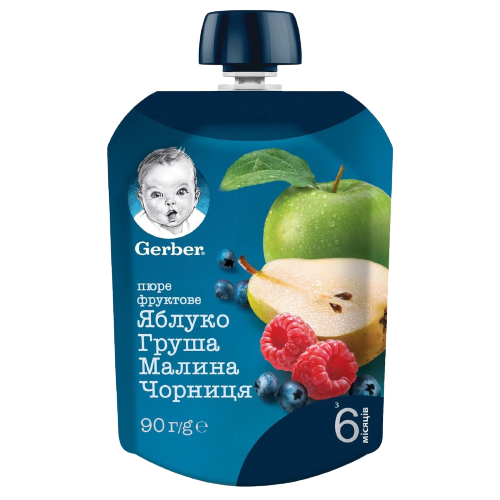 Gerber®
пюре
фруктове
Яблуко
Груша
Малина
Чорниця
90 г/g е
з
6
місяців